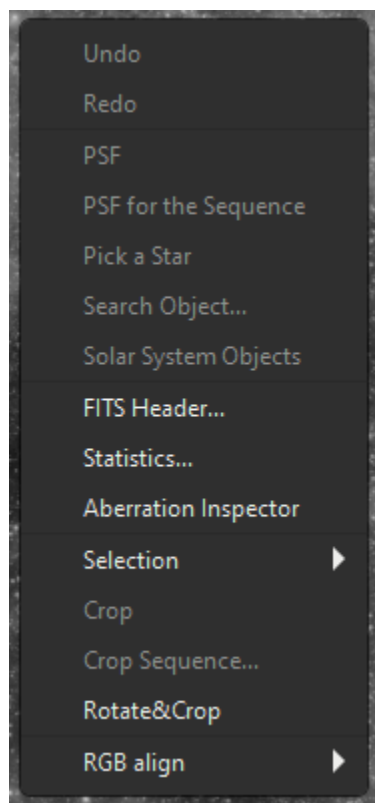 Undo
Redo
PSF
PSF for the Sequence
Pick a Star
Search Object...
Solar System Objects
FITS Header...
Statistics...
Aberration Inspector
Selection
Crop
Crop Sequence...
Rotate&Crop
RGB align